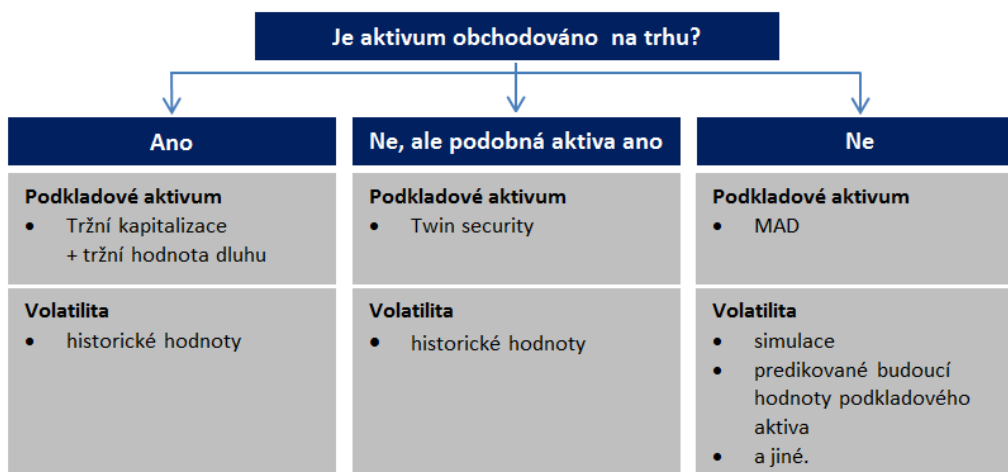 Je aktivum obchodováno na trhu?
Ano
Podkladové aktivum
• Tržní kapitalizace
+ tržní hodnota dluhu
Volatilita
• historické hodnoty
Ne, ale podobná aktiva ano
Podkladové aktivum
• Twin security
Volatilita
• historické hodnoty
Ne
Podkladové aktivum
• MAD
Volatilita
• simulace
• predikované budoucí
hodnoty podkladového
aktiva
• a jiné.